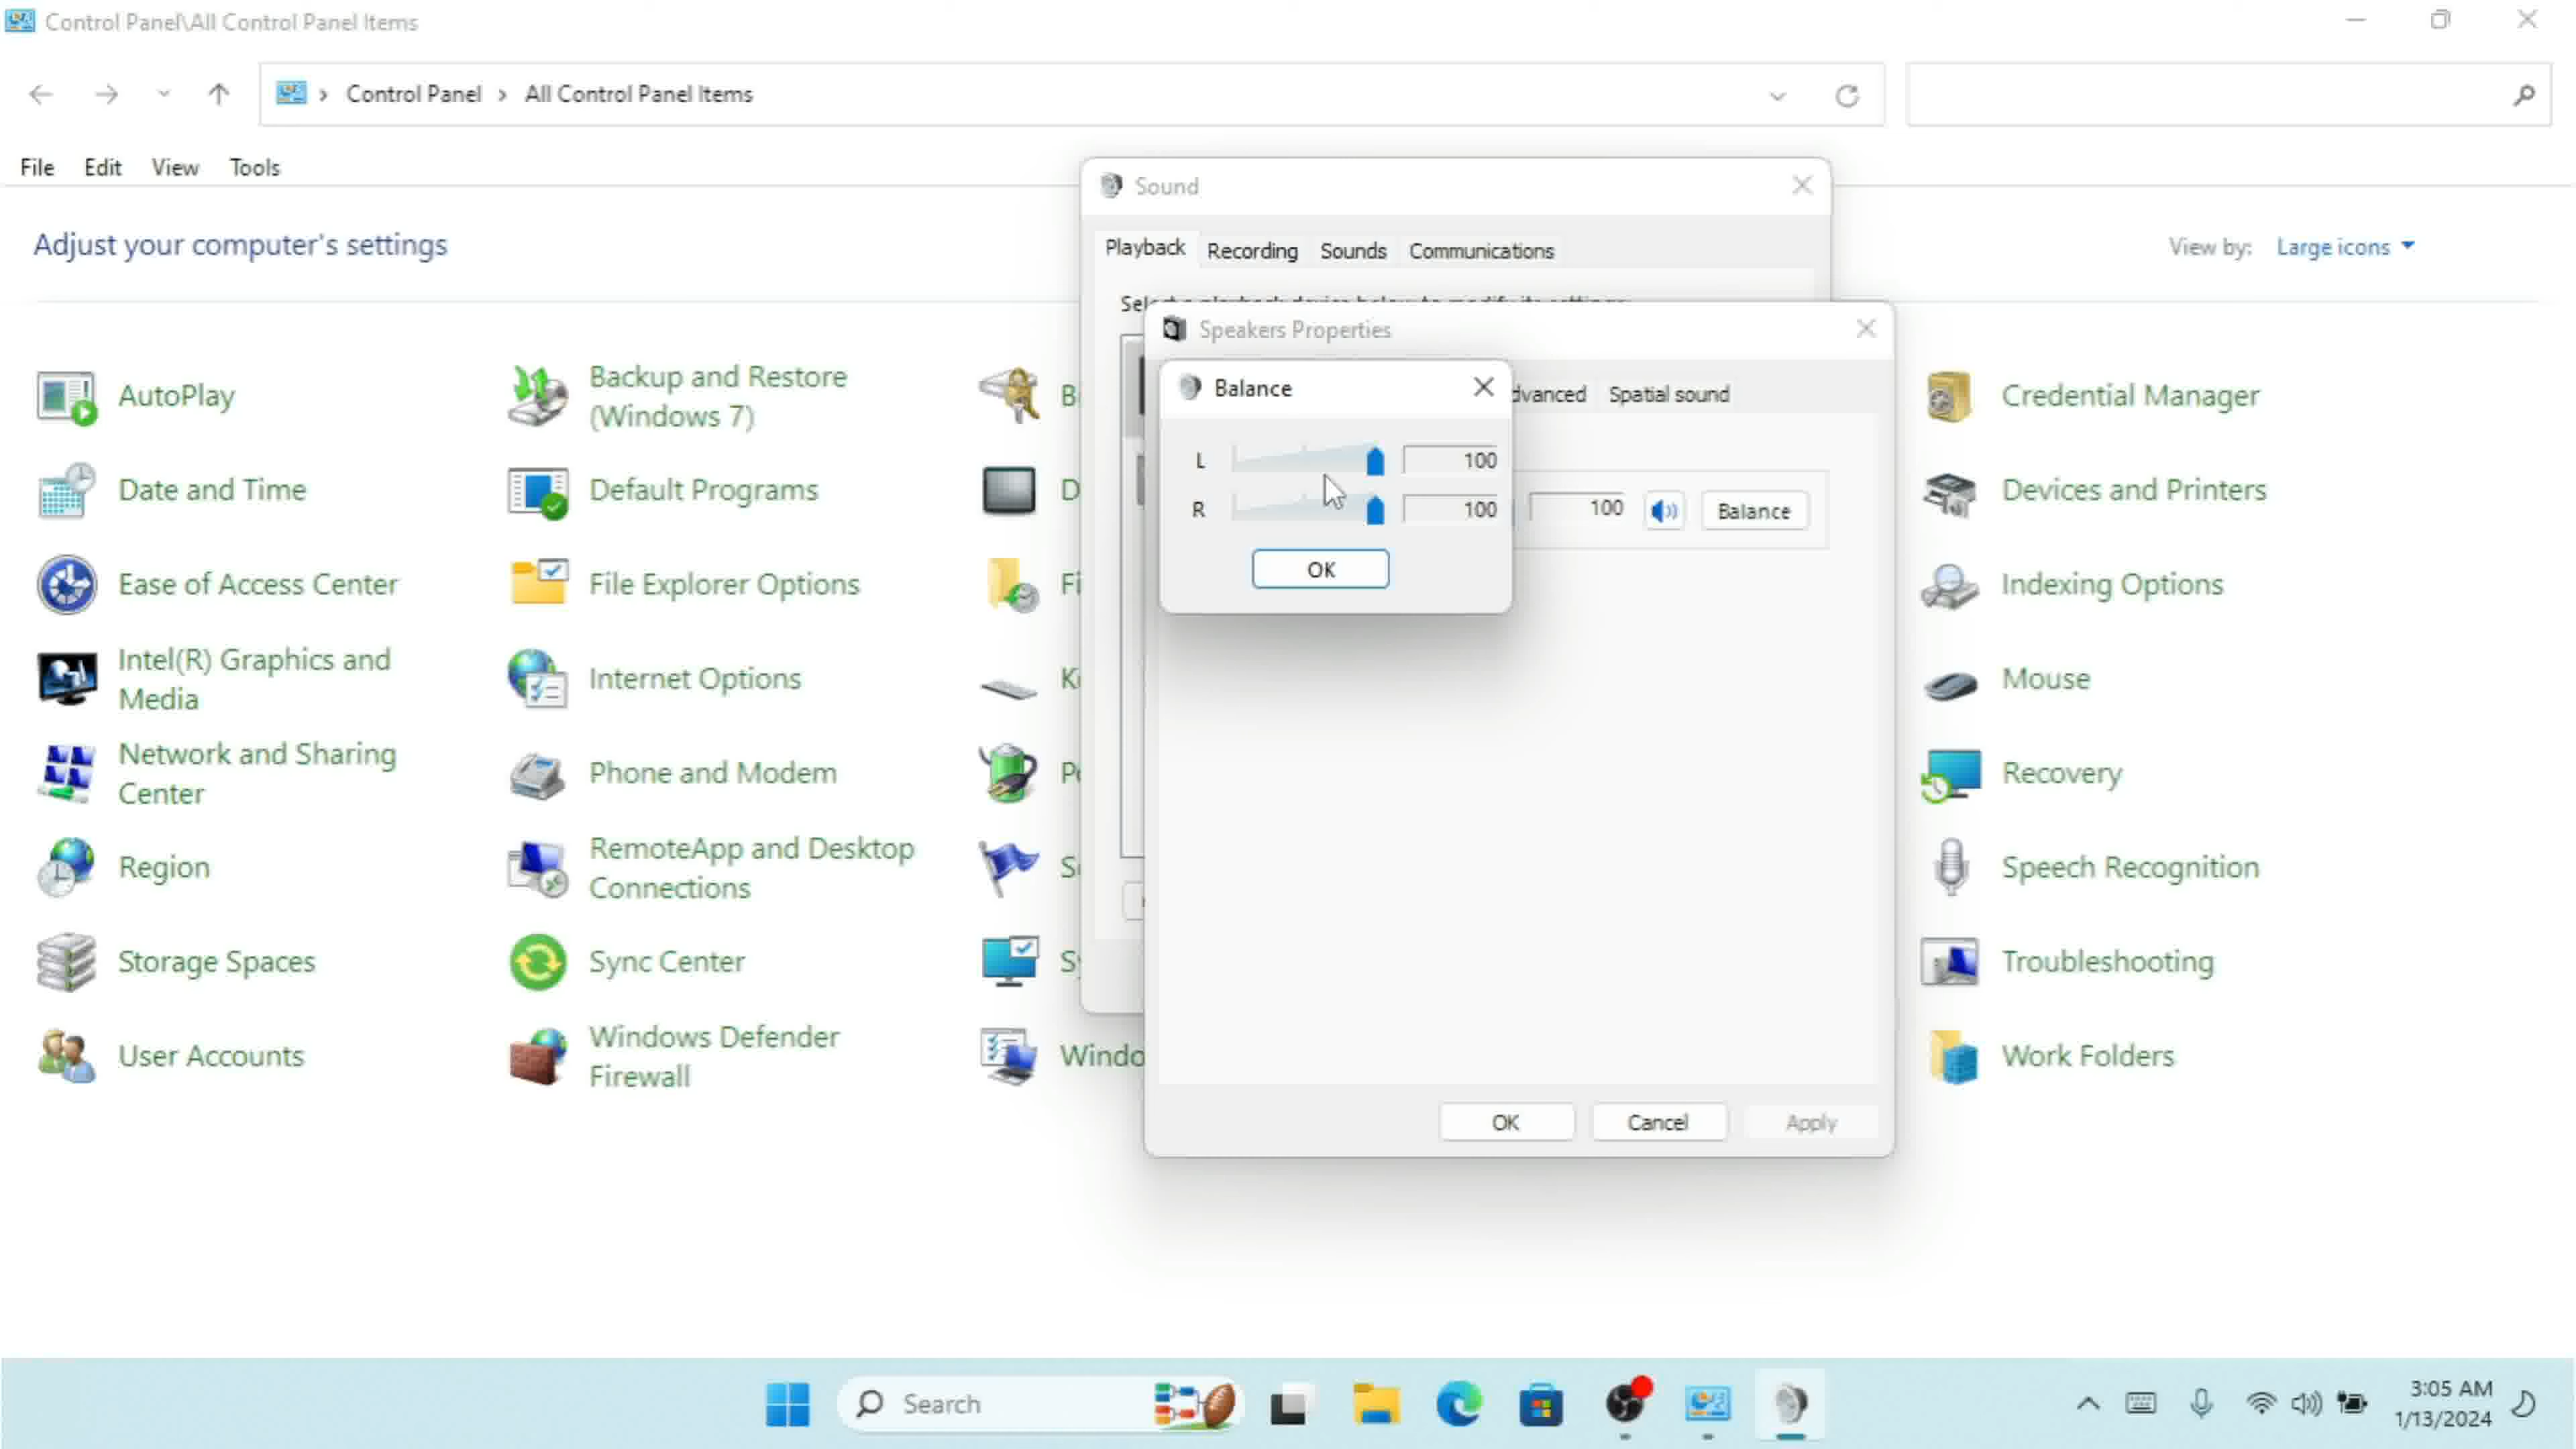 Control Panel\All Control Panel Items
Control Panel › All Control Panel Items
File Edit View Tools
Adjust your computer's settings
View by: Large icons
Sound
Playback Recording Sounds Communications
Speakers Properties
Spatial sound
Balance
L 100
R 100
OK
100 Balance
OK Cancel Apply
AutoPlay
Backup and Restore
(Windows 7)
Credential Manager
Date and Time
Default Programs
Devices and Printers
Ease of Access Center
File Explorer Options
Indexing Options
Intel(R) Graphics and
Media
Internet Options
Mouse
Network and Sharing
Center
Phone and Modem
Recovery
Region
RemoteApp and Desktop
Connections
Speech Recognition
Storage Spaces
Sync Center
Troubleshooting
User Accounts
Windows Defender
Firewall
Work Folders
Search
3:05 AM
1/13/2024